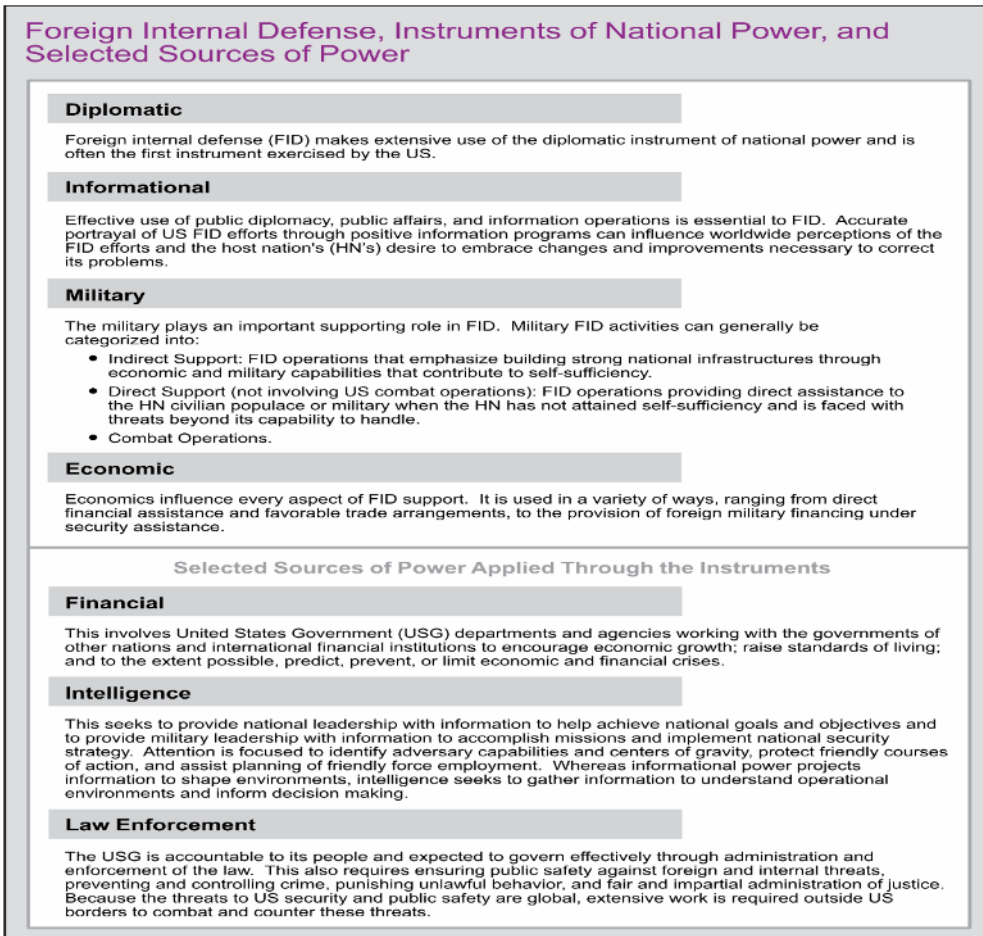 Foreign Internal Defense, Instruments of National Power, and
Selected Sources of Power
Diplomatic
Foreign internal defense (FID) makes extensive use of the diplomatic instrument of national power and is
often the first instrument exercised by the US.
Informational
Effective use of public diplomacy, public affairs, and information operations is essential to FID. Accurate
portrayal of US FID efforts through positive information programs can influence worldwide perceptions of the
FID efforts and the host nation's (HN's) desire to embrace changes and improvements necessary to correct
its problems.
Military
The military plays an important supporting role in FID. Military FID activities can generally be
categorized into:
• Indirect Support: FID operations that emphasize building strong national infrastructures through
economic and military capabilities that contribute to self-sufficiency.
• Direct Support (not involving US combat operations): FID operations providing direct assistance to
the HN civilian populace or military when the HN has not attained self-sufficiency and is faced with
threats beyond its capability to handle.
• Combat Operations.
Economic
Economics influence every aspect of FID support. It is used in a variety of ways, ranging from direct
financial assistance and favorable trade arrangements, to the provision of foreign military financing under
security assistance.
Selected Sources of Power Applied Through the Instruments
Financial
This involves United States Government (USG) departments and agencies working with the governments of
other nations and international financial institutions to encourage economic growth; raise standards of living;
and to the extent possible, predict, prevent, or limit economic and financial crises.
Intelligence
This seeks to provide national leadership with information to help achieve national goals and objectives and
to provide military leadership with information to accomplish missions and implement national security
strategy. Attention is focused to identify adversary capabilities and centers of gravity, protect friendly courses
of action, and assist planning of friendly force employment. Whereas informational power projects
information to shape environments, intelligence seeks to gather information to understand operational
environments and inform decision making.
Law Enforcement
The USG is accountable to its people and expected to govern effectively through administration and
enforcement of the law. This also requires ensuring public safety against foreign and internal threats,
preventing and controlling crime, punishing unlawful behavior, and fair and impartial administration of justice.
Because the threats to US security and public safety are global, extensive work is required outside US
borders to combat and counter these threats.